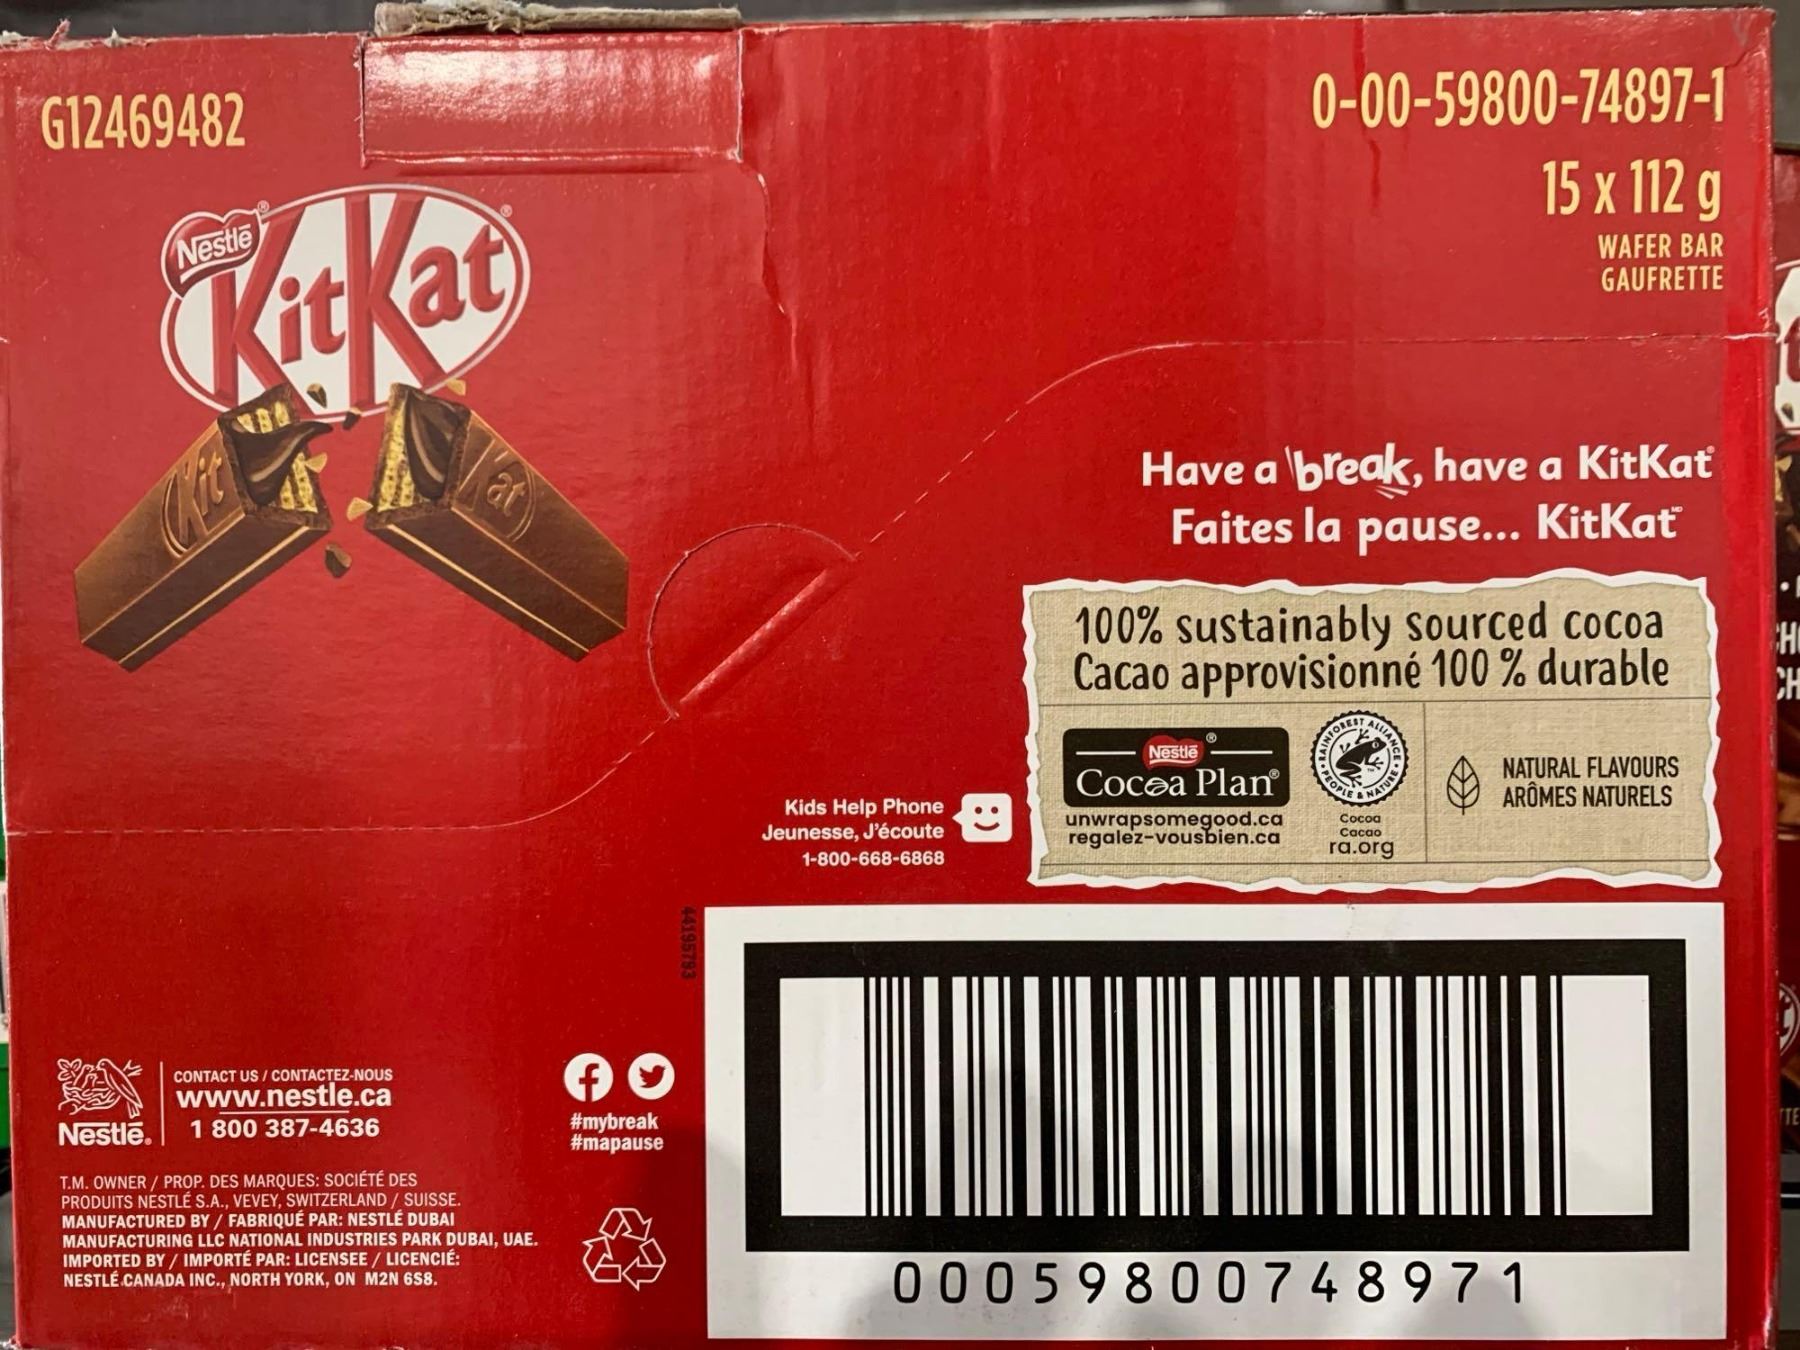 G12469482
0-00-59800-74897-1
15 x 112 g
WAFER BAR
GAUFRETTE
Nestlé®
KitKat®
Kit Kat
Have a break, have a KitKat®
Faites la pause... KitKat MD
100% sustainably sourced cocoa
Cacao approvisionné 100 % durable
Nestlé®
Cocoa Plan®
unwrapsomegood.ca
regalez-vousbien.ca
RAINFOREST ALLIANCE
PEOPLE & NATURE
Cocoa
Cacao
ra.org
NATURAL FLAVOURS
ARÔMES NATURELS
Kids Help Phone
Jeunesse, J'écoute
1-800-668-6868
44195793
Nestlé®
CONTACT US / CONTACTEZ-NOUS
www.nestle.ca
1 800 387-4636
#mybreak
#mapause
T.M. OWNER / PROP. DES MARQUES: SOCIÉTÉ DES
PRODUITS NESTLÉ S.A., VEVEY, SWITZERLAND / SUISSE.
MANUFACTURED BY / FABRIQUÉ PAR: NESTLÉ DUBAI
MANUFACTURING LLC NATIONAL INDUSTRIES PARK DUBAI, UAE.
IMPORTED BY / IMPORTÉ PAR: LICENSEE / LICENCIÉ:
NESTLÉ CANADA INC., NORTH YORK, ON M2N 6S8.
00059800748971